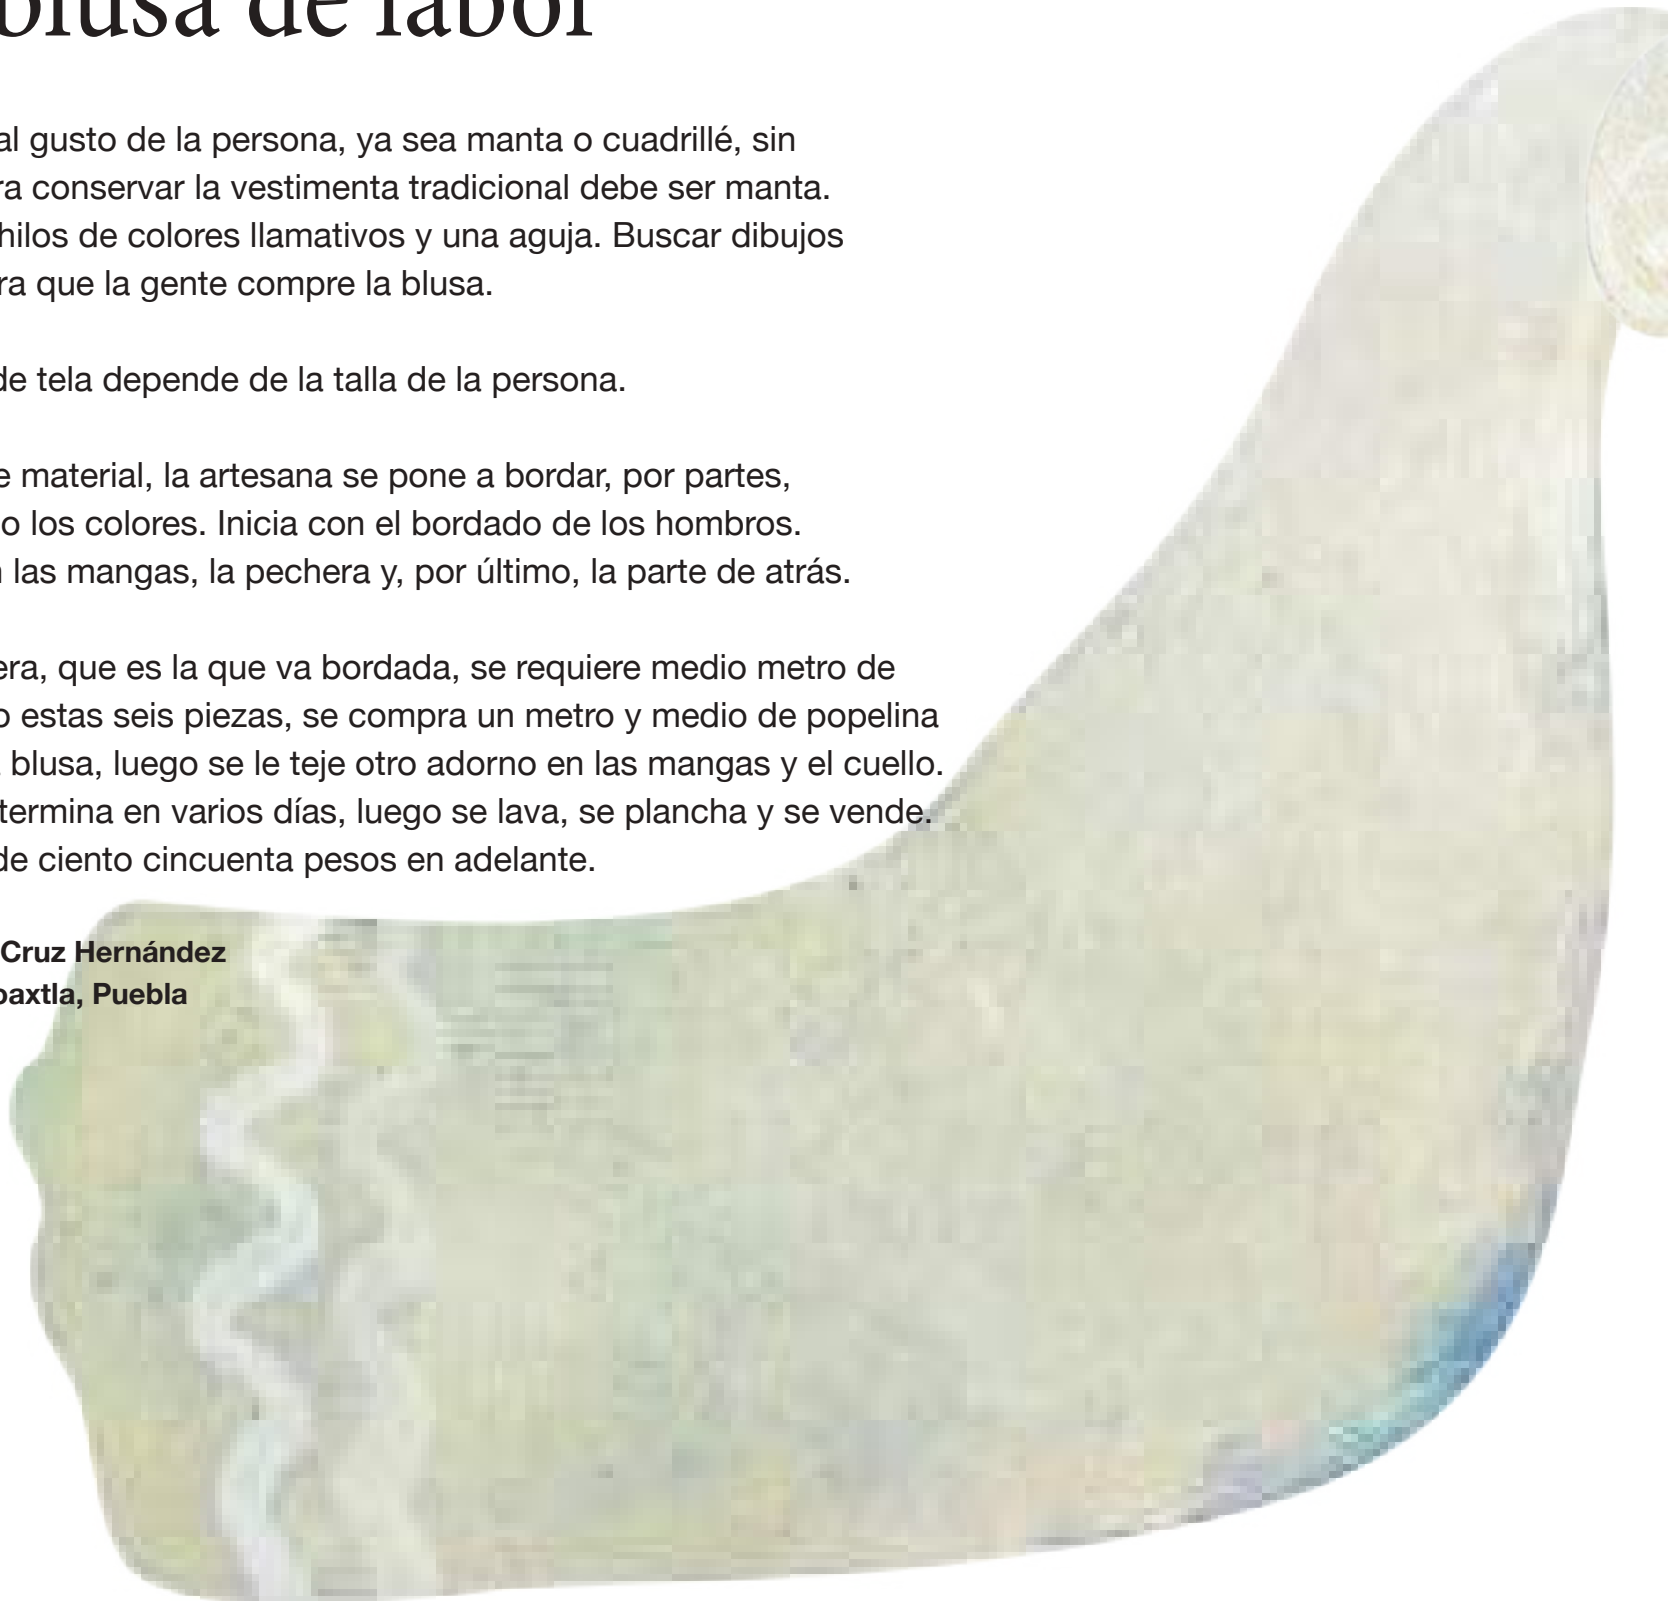 blusa de labor
al gusto de la persona, ya sea manta o cuadrillé, sin
ra conservar la vestimenta tradicional debe ser manta.
hilos de colores llamativos y una aguja. Buscar dibujos
ra que la gente compre la blusa.
de tela depende de la talla de la persona.
e material, la artesana se pone a bordar, por partes,
o los colores. Inicia con el bordado de los hombros.
las mangas, la pechera y, por último, la parte de atrás.
era, que es la que va bordada, se requiere medio metro de
o estas seis piezas, se compra un metro y medio de popelina
blusa, luego se le teje otro adorno en las mangas y el cuello.
termina en varios días, luego se lava, se plancha y se vende.
de ciento cincuenta pesos en adelante.
Cruz Hernández
oaxtla, Puebla